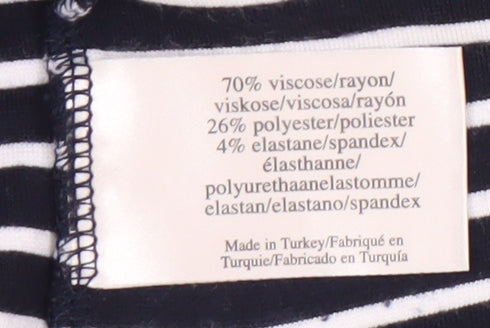 70% viscose/rayon/
viskose/viscosa/rayón
26% polyester/poliester
4% elastane/spandex/
élasthanne/
polyurethaanelastomme/
elastan/elastano/spandex
Made in Turkey/Fabriqué en
Turquie/Fabricado en Turquía